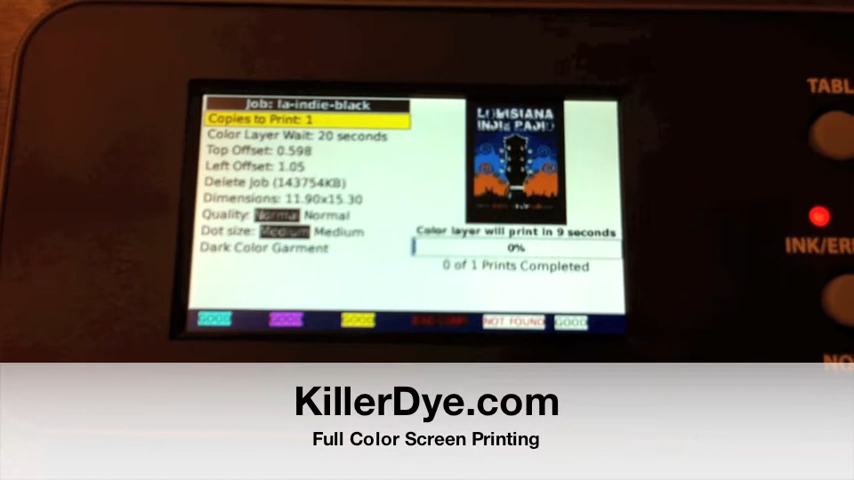 Job: la-indie-black
Copies to Print: 1
Color Layer Wait: 20 seconds
Top Offset: 0.598
Left Offset: 1.05
Delete Job (143754KB)
Dimensions: 11.90x15.30
Quality: Normal Normal
Dot size: Medium Medium
Dark Color Garment
LOUISIANA
INDIE RADIO
Color layer will print in 9 seconds
0%
0 of 1 Prints Completed
GOOD GOOD GOOD NOT FOUND GOOD
TABL
INK/ERR
NO
KillerDye.com
Full Color Screen Printing